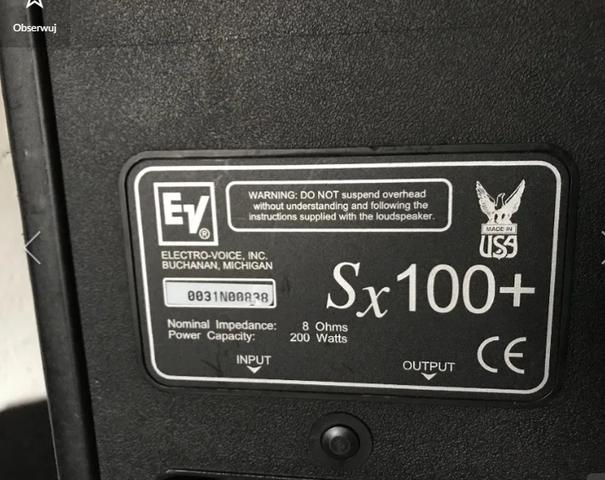 Obserwuj
EV®
WARNING: DO NOT suspend overhead
without understanding and following the
instructions supplied with the loudspeaker.
MADE IN
USA
ELECTRO-VOICE, INC.
BUCHANAN, MICHIGAN
0031N00838
Sx100+
Nominal Impedance: 8 Ohms
Power Capacity: 200 Watts
INPUT
OUTPUT
CE